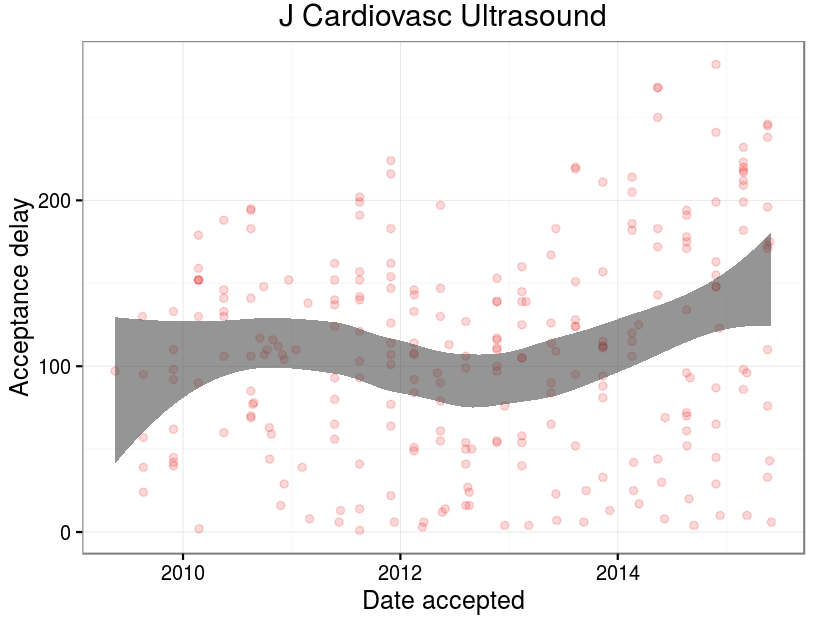 J Cardiovasc Ultrasound
Acceptance delay
200
100
0
2010 2012 2014
Date accepted